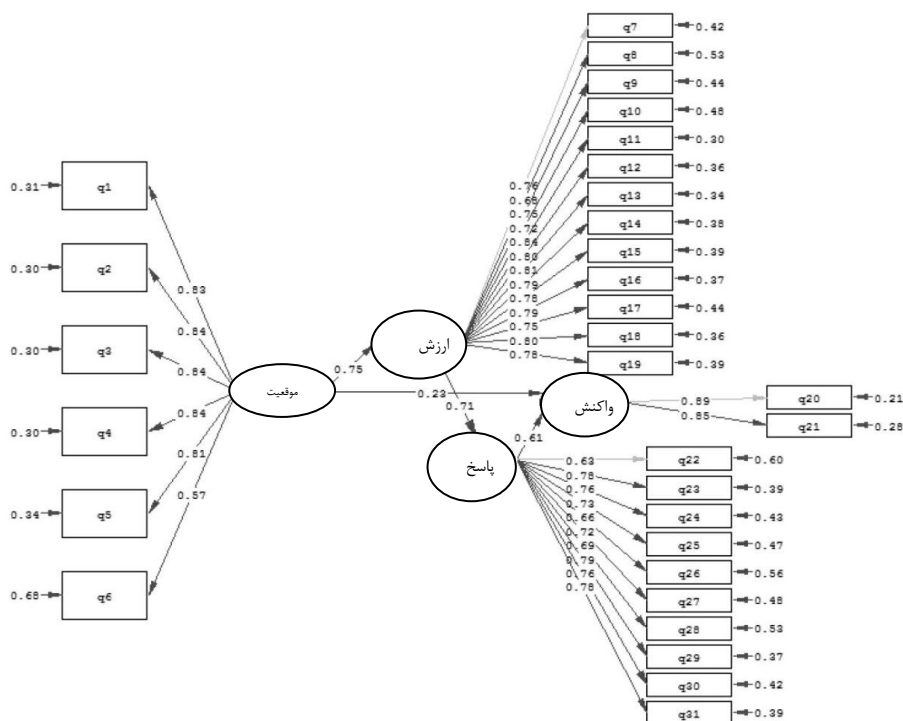 0.31 q1
0.30 q2
0.30 q3
0.30 q4
0.34 q5
0.68 q6
0.83
0.84
0.84
0.84
0.81
0.57
موقعیت
0.75
0.23
ارزش
0.71
پاسخ
0.61
واکنش
0.76
0.68
0.75
0.72
0.84
0.80
0.81
0.79
0.78
0.79
0.75
0.80
0.78
q7 0.42
q8 0.53
q9 0.44
q10 0.48
q11 0.30
q12 0.36
q13 0.34
q14 0.38
q15 0.39
q16 0.37
q17 0.44
q18 0.36
q19 0.39
0.89 q20 0.21
0.85 q21 0.28
0.63
0.78
0.76
0.73
0.66
0.72
0.69
0.79
0.76
0.78
q22 0.60
q23 0.39
q24 0.43
q25 0.47
q26 0.56
q27 0.48
q28 0.53
q29 0.37
q30 0.42
q31 0.39